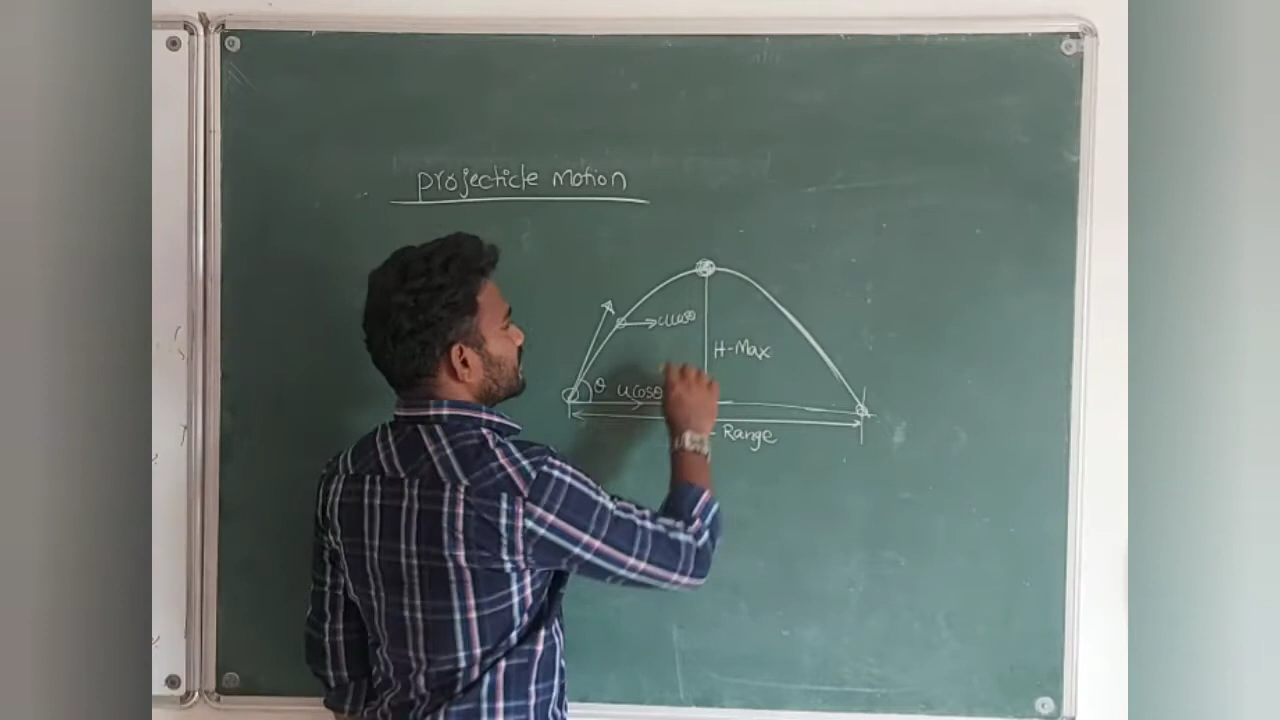 projecticle Motion
ucosθ
H-Max
θ ucosθ
Range